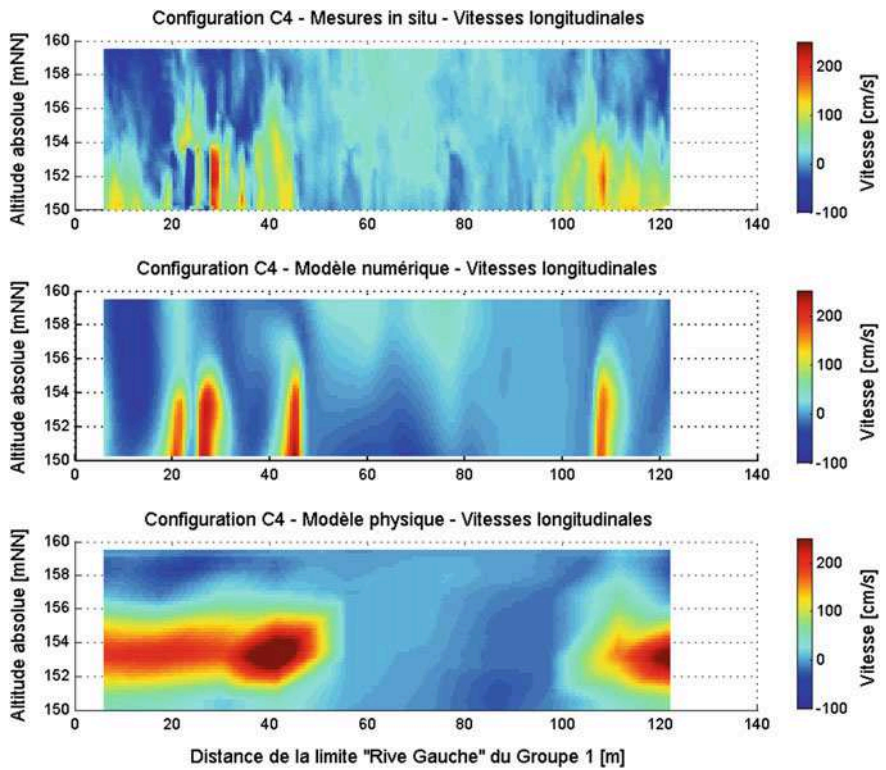 Configuration C4 - Mesures in situ - Vitesses longitudinales
Altitude absolue [mNN]
160
158
156
154
152
150
0 20 40 60 80 100 120 140
200
100
0
-100
Vitesse [cm/s]
Configuration C4 - Modèle numérique - Vitesses longitudinales
Altitude absolue [mNN]
160
158
156
154
152
150
0 20 40 60 80 100 120 140
200
100
0
-100
Vitesse [cm/s]
Configuration C4 - Modèle physique - Vitesses longitudinales
Altitude absolue [mNN]
160
158
156
154
152
150
0 20 40 60 80 100 120 140
200
100
0
-100
Vitesse [cm/s]
Distance de la limite "Rive Gauche" du Groupe 1 [m]